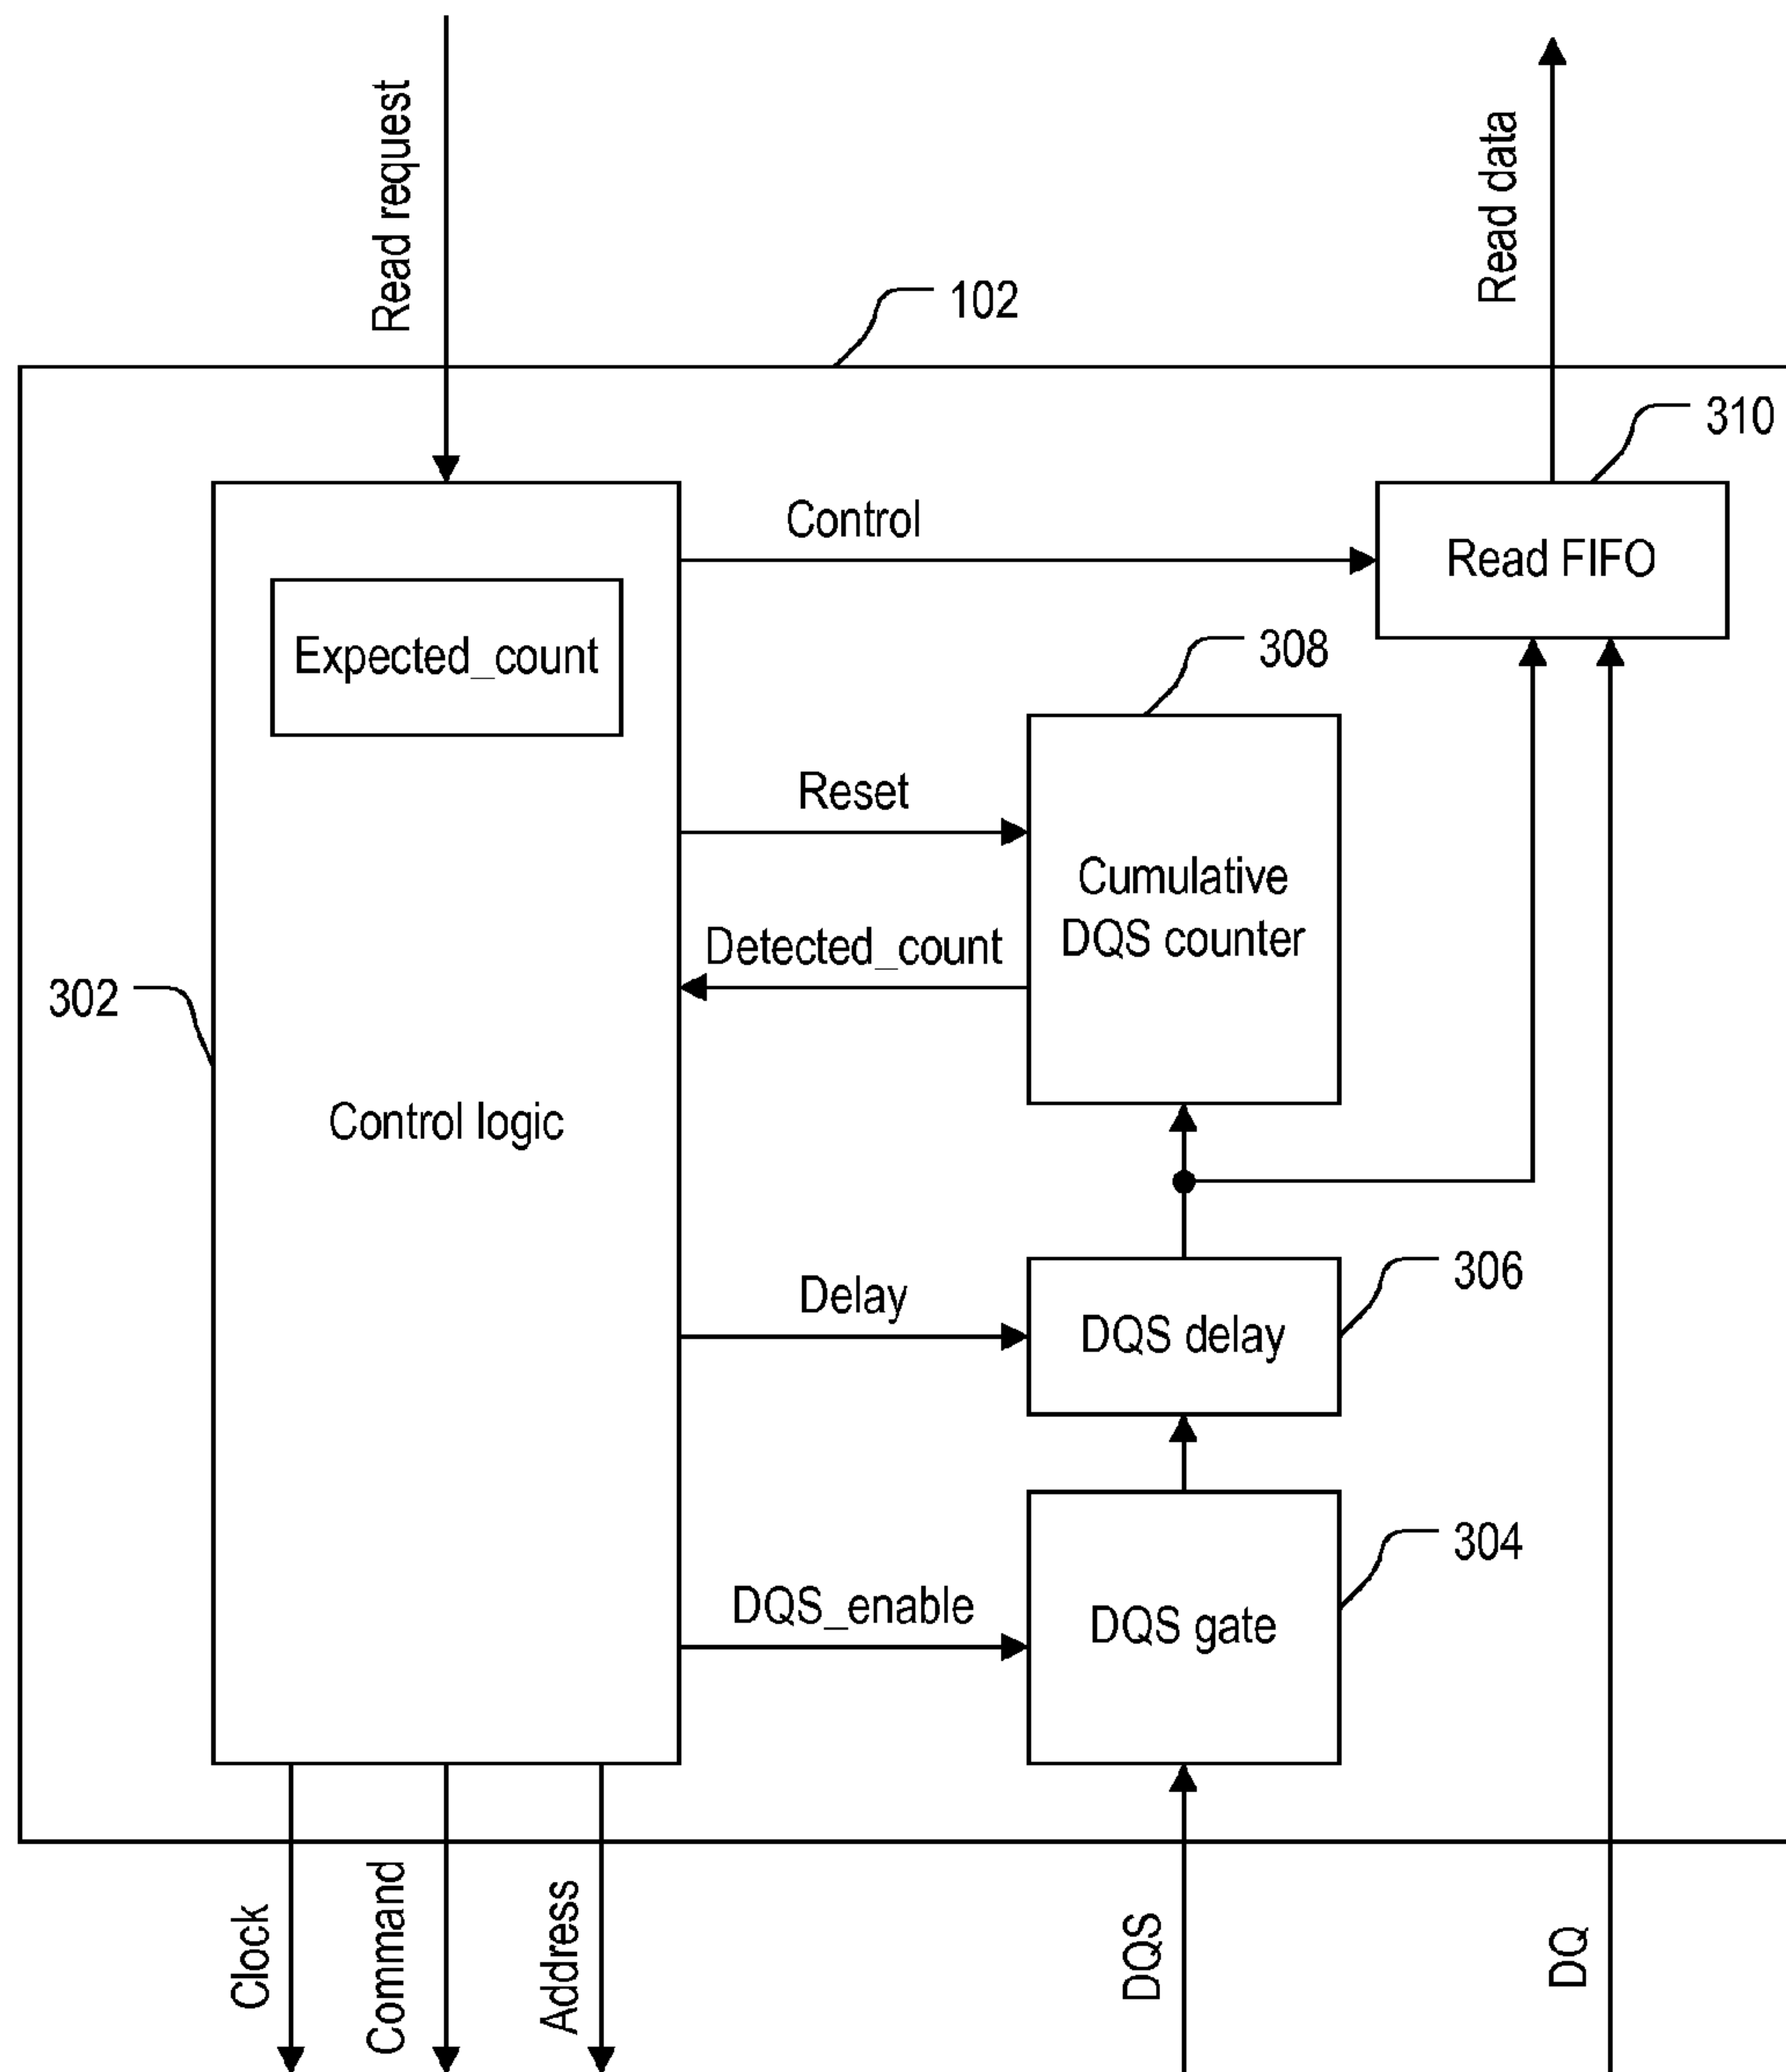 Read request
Read data
102
310
Control
Read FIFO
Expected_count
308
Reset
Cumulative
DQS counter
Detected_count
302
Control logic
306
Delay
DQS delay
304
DQS_enable
DQS gate
Clock
Command
Address
DQS
DQ